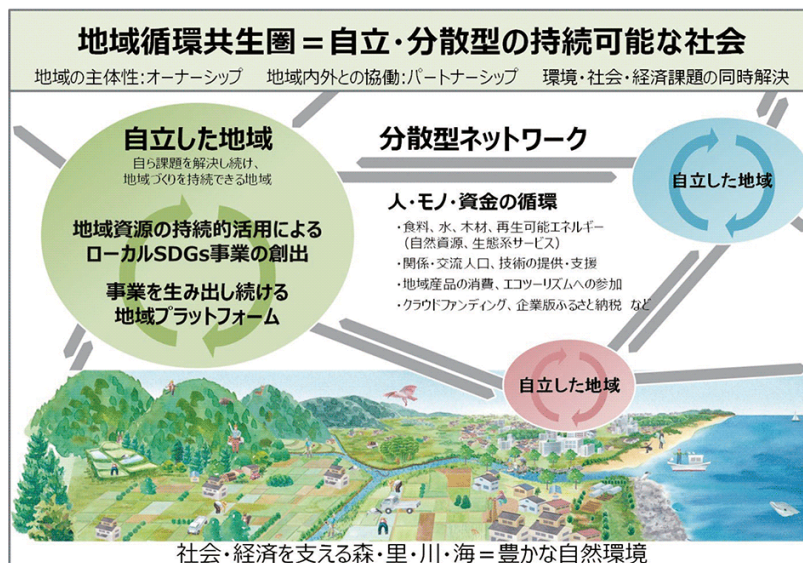 地域循環共生圏＝自立・分散型の持続可能な社会
地域の主体性:オーナーシップ　地域内外との協働:パートナーシップ　環境・社会・経済課題の同時解決
自立した地域
自ら課題を解決し続け、
地域づくりを持続できる地域
地域資源の持続的活用による
ローカルSDGs事業の創出
事業を生み出し続ける
地域プラットフォーム
分散型ネットワーク
人・モノ・資金の循環
・食料、水、木材、再生可能エネルギー
（自然資源、生態系サービス）
・関係・交流人口、技術の提供・支援
・地域産品の消費、エコツーリズムへの参加
・クラウドファンディング、企業版ふるさと納税 など
自立した地域
自立した地域
社会・経済を支える森・里・川・海＝豊かな自然環境